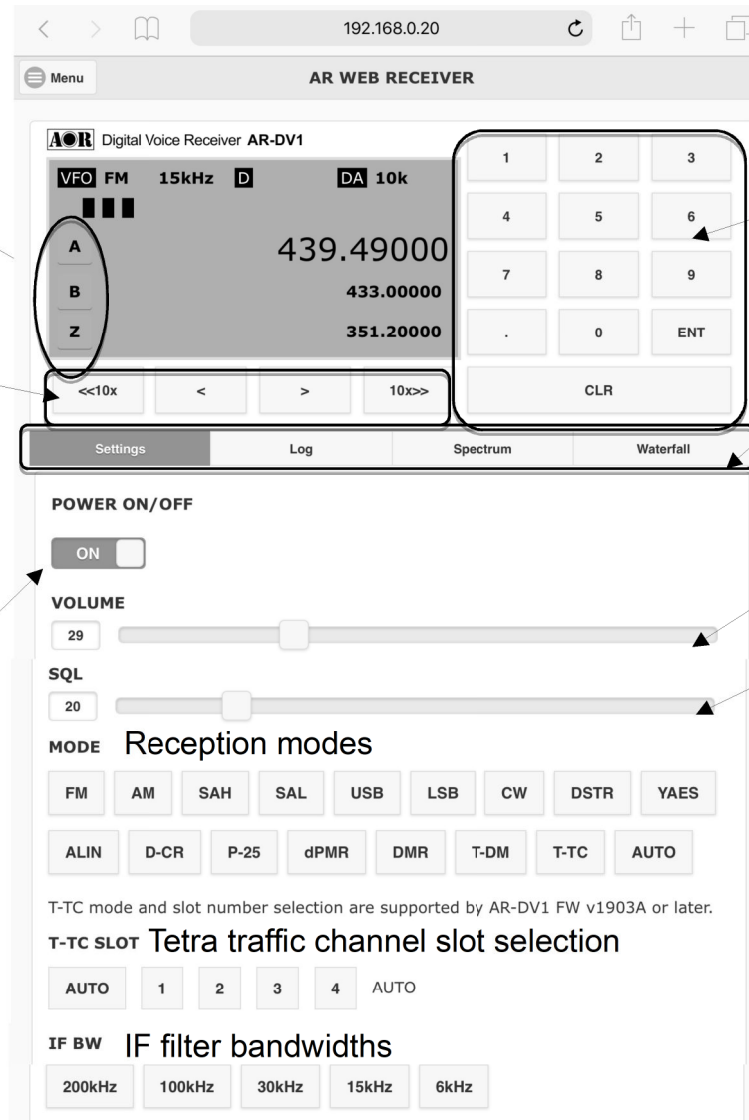 192.168.0.20
Menu AR WEB RECEIVER
AOR Digital Voice Receiver AR-DV1
VFO FM 15kHz D DA 10k
A 439.49000
B 433.00000
Z 351.20000
1 2 3
4 5 6
7 8 9
. 0 ENT
CLR
<<10x < > 10x>>
Settings Log Spectrum Waterfall
POWER ON/OFF
ON
VOLUME
29
SQL
20
MODE Reception modes
FM AM SAH SAL USB LSB CW DSTR YAES
ALIN D-CR P-25 dPMR DMR T-DM T-TC AUTO
T-TC mode and slot number selection are supported by AR-DV1 FW v1903A or later.
T-TC SLOT Tetra traffic channel slot selection
AUTO 1 2 3 4 AUTO
IF BW IF filter bandwidths
200kHz 100kHz 30kHz 15kHz 6kHz